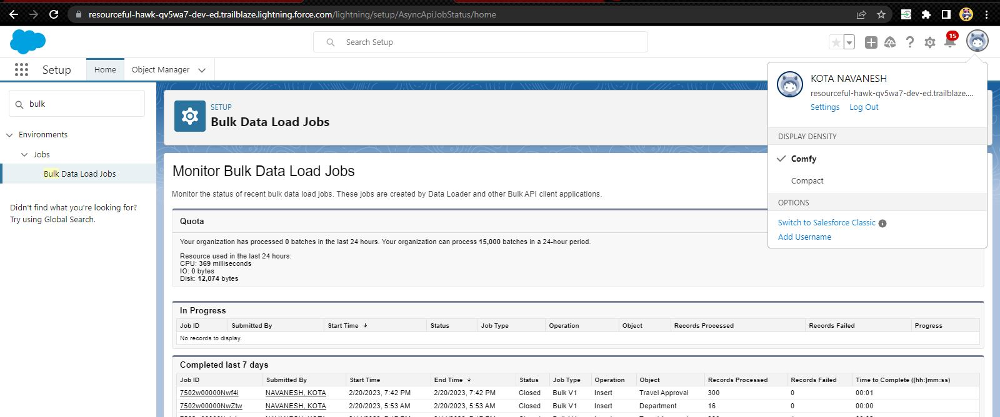 resourceful-hawk-qv5wa7-dev-ed.trailblaze.lightning.force.com/lightning/setup/AsyncApiJobStatus/home
Search Setup
15
Setup
Home
Object Manager
KOTA NAVANESH
resourceful-hawk-qv5wa7-dev-ed.trailblaze....
Settings Log Out
DISPLAY DENSITY
Comfy
Compact
OPTIONS
Switch to Salesforce Classic
Add Username
bulk
Environments
Jobs
Bulk Data Load Jobs
Didn't find what you're looking for?
Try using Global Search.
SETUP
Bulk Data Load Jobs
Monitor Bulk Data Load Jobs
Monitor the status of recent bulk data load jobs. These jobs are created by Data Loader and other Bulk API client applications.
Quota
Your organization has processed 0 batches in the last 24 hours. Your organization can process 15,000 batches in a 24-hour period.
Resource used in the last 24 hours:
CPU: 369 milliseconds
IO: 0 bytes
Disk: 12,074 bytes
In Progress
Job ID Submitted By Start Time Status Job Type Operation Object Records Processed Records Failed Progress
No records to display.
Completed last 7 days
Job ID Submitted By Start Time End Time Status Job Type Operation Object Records Processed Records Failed Time to Complete ([hh:]mm:ss)
7502w00000Nwf4i NAVANESH, KOTA 2/20/2023, 7:42 PM 2/20/2023, 7:42 PM Closed Bulk V1 Insert Travel Approval 300 0 00:01
7502w00000NwZtw NAVANESH, KOTA 2/20/2023, 5:53 AM 2/20/2023, 5:53 AM Closed Bulk V1 Insert Department 16 0 00:00